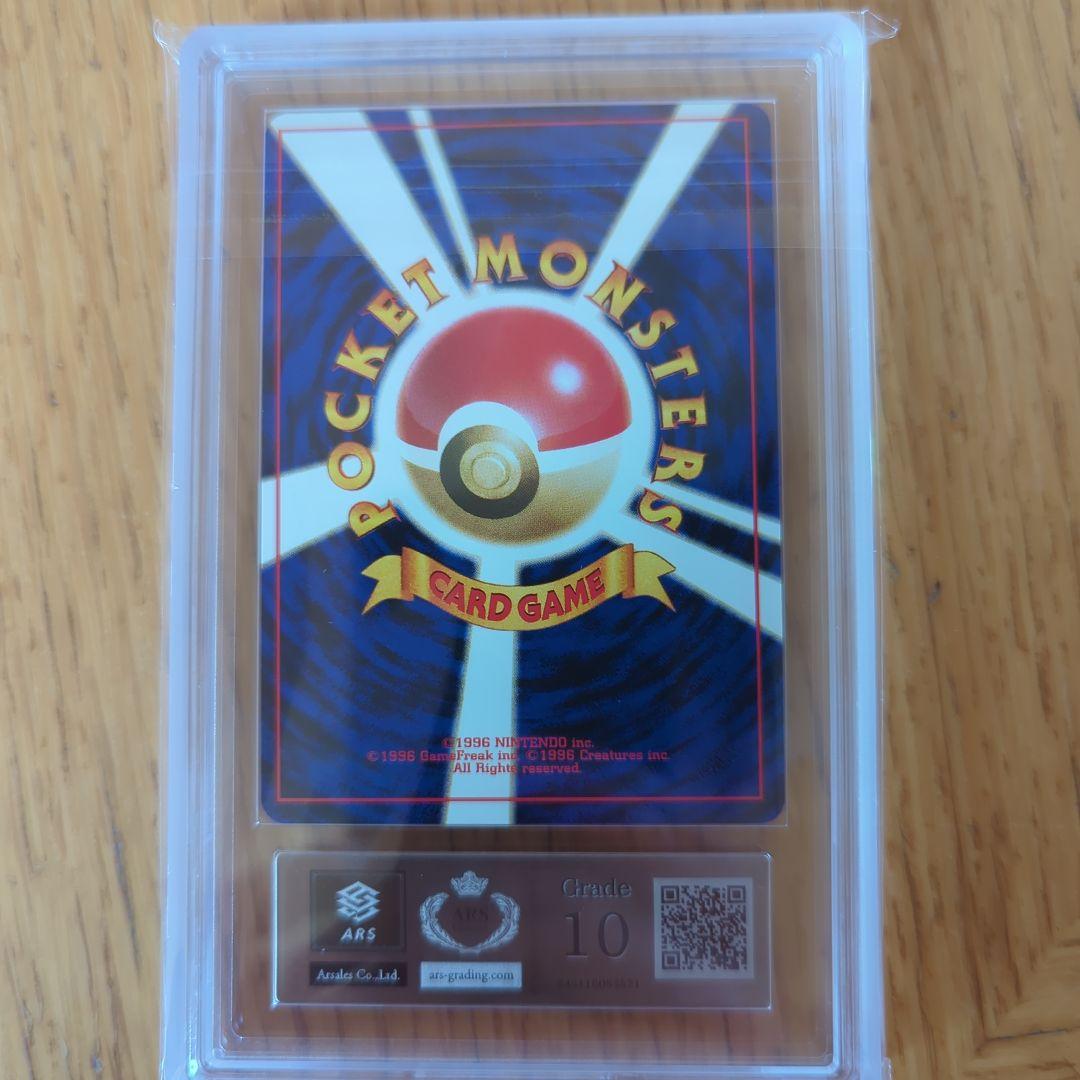 POCKET MONSTERS
CARD GAME
©1996 NINTENDO inc.
©1996 GameFreak inc. ©1996 Creatures inc.
All Rights reserved.
ARS
Arsales Co.,Ltd.
ARS
ars-grading.com
Grade
10